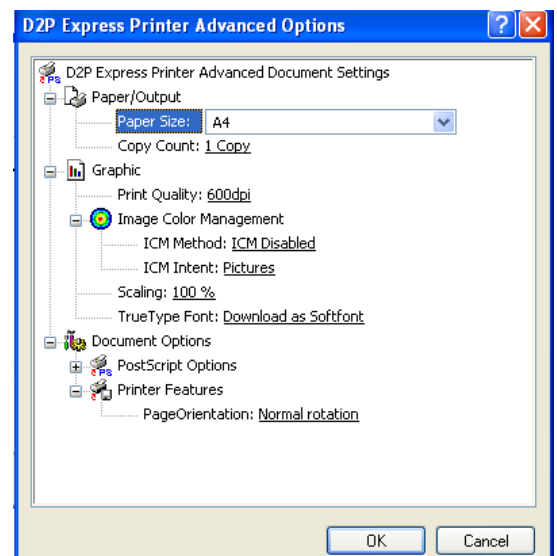 D2P Express Printer Advanced Options
D2P Express Printer Advanced Document Settings
Paper/Output
Paper Size: A4
Copy Count: 1 Copy
Graphic
Print Quality: 600dpi
Image Color Management
ICM Method: ICM Disabled
ICM Intent: Pictures
Scaling: 100 %
TrueType Font: Download as Softfont
Document Options
PostScript Options
Printer Features
PageOrientation: Normal rotation
OK Cancel